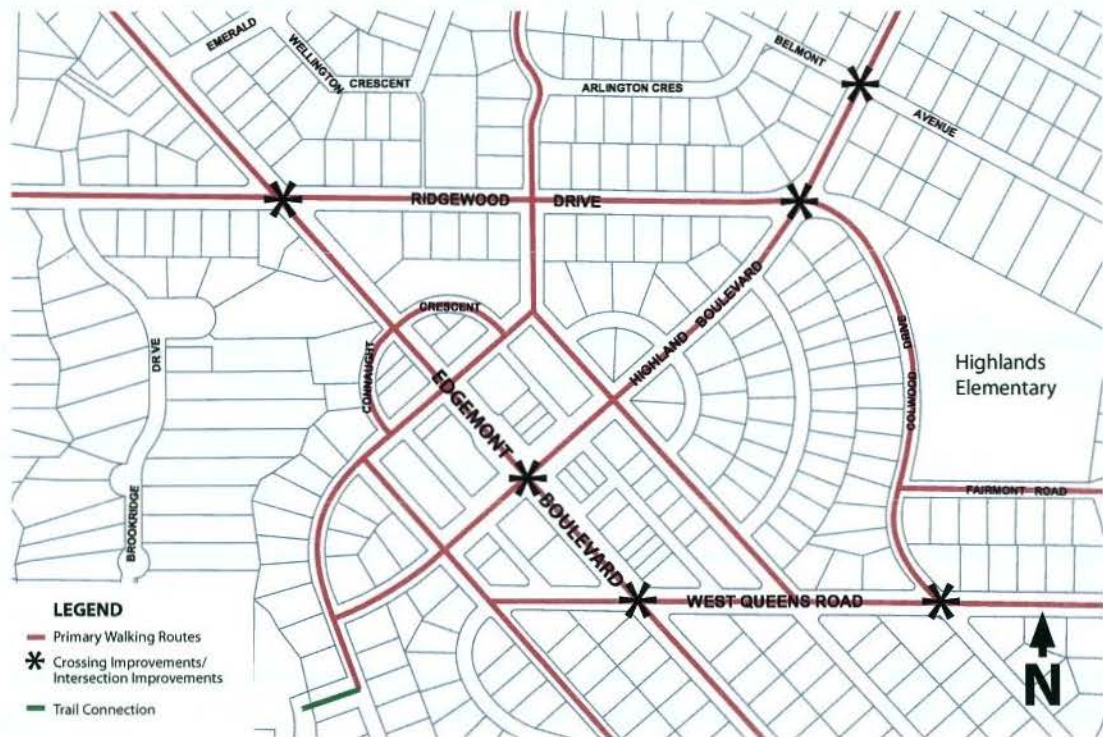 EMERALD
WELLINGTON
CRESCENT
BELMONT
ARLINGTON CRES
AVENUE
RIDGEWOOD DRIVE
CRESCENT
HIGHLAND BOULEVARD
DRIVE
CONNAUGHT
EDGEMONT
DRIVE
COLWOOD
Highlands
Elementary
BOULEVARD
BROOKRIDGE
FAIRMONT ROAD
WEST QUEENS ROAD
LEGEND
Primary Walking Routes
Crossing Improvements/
Intersection Improvements
Trail Connection
N